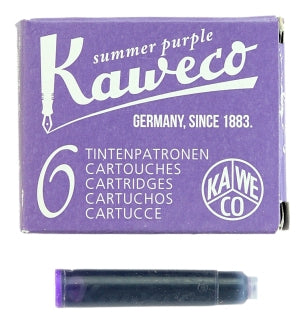 summer purple
Kaweco
GERMANY, SINCE 1883.
6
TINTENPATRONEN
CARTOUCHES
CARTRIDGES
CARTUCHOS
CARTUCCE
KA WE
CO